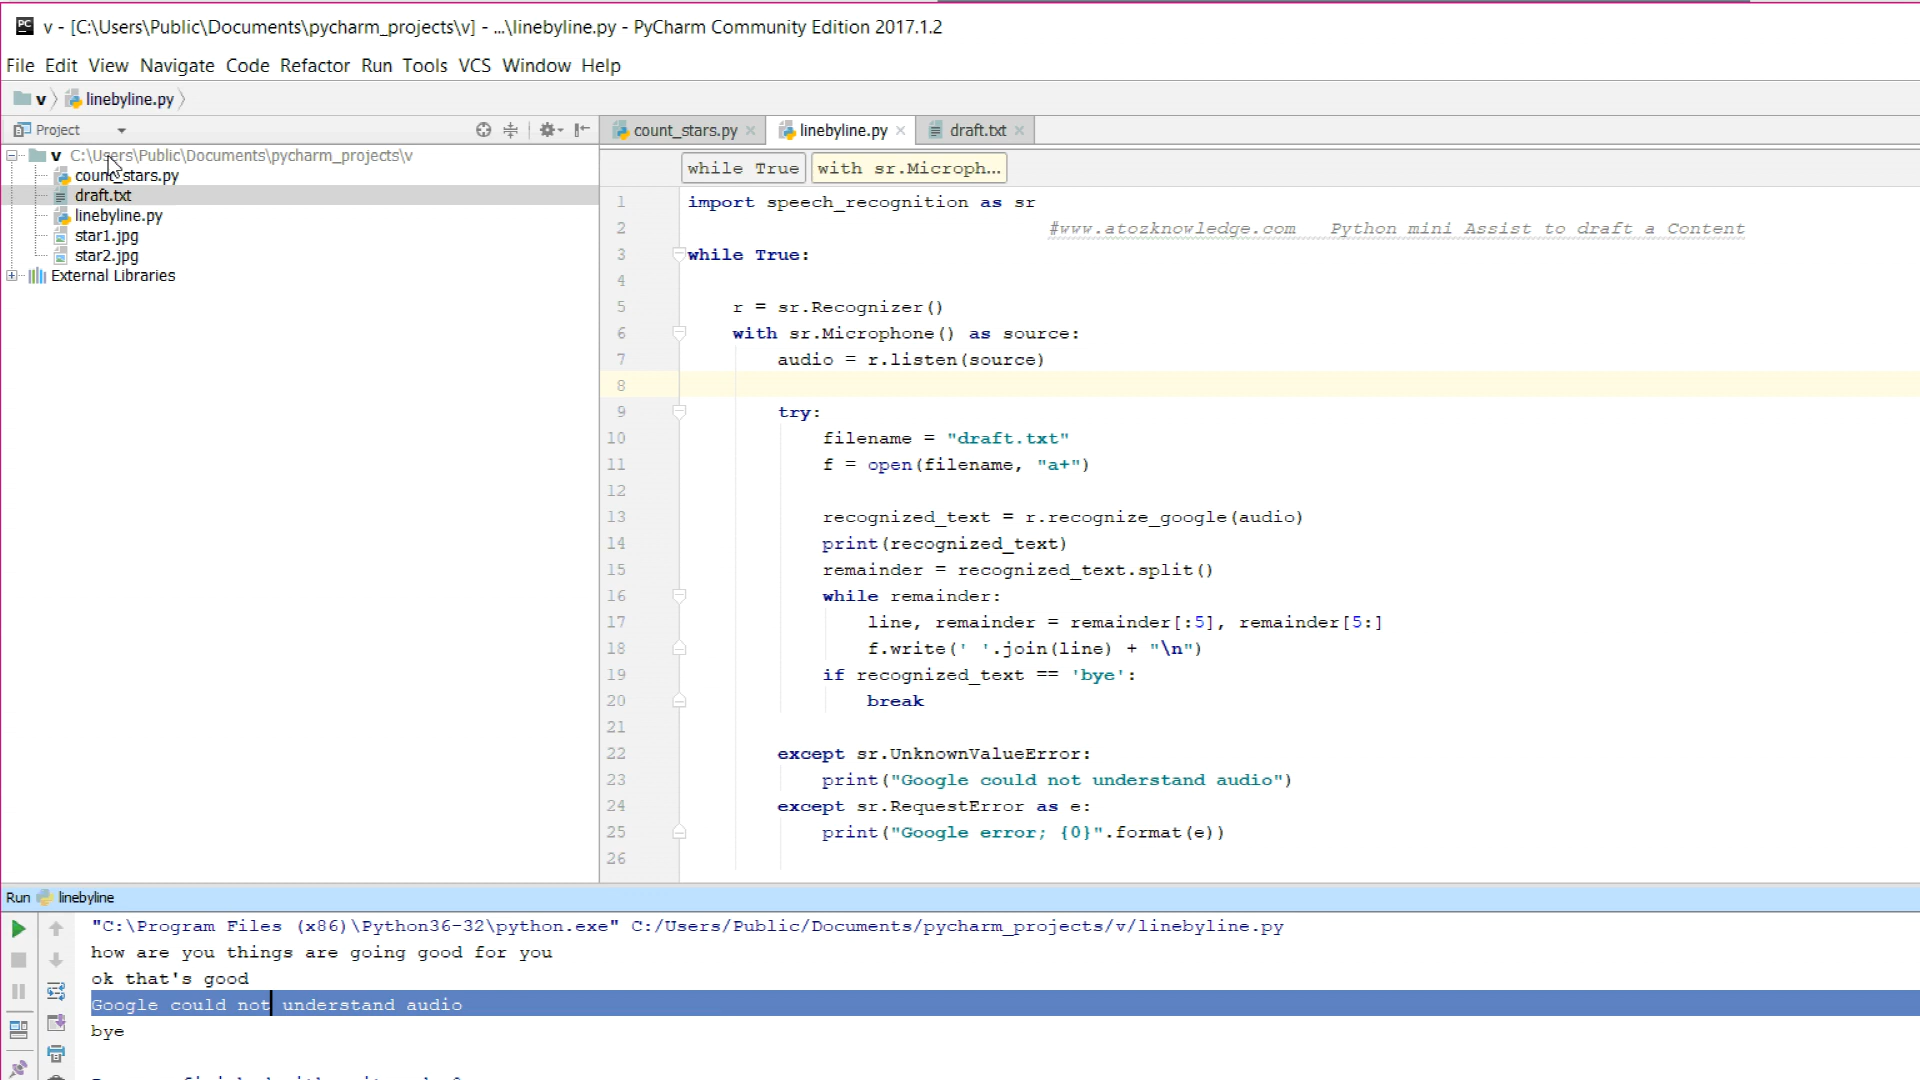 v - [C:\Users\Public\Documents\pycharm_projects\v] - ...\linebyline.py - PyCharm Community Edition 2017.1.2
File Edit View Navigate Code Refactor Run Tools VCS Window Help
v linebyline.py
Project
count_stars.py linebyline.py draft.txt
v C:\Users\Public\Documents\pycharm_projects\v
count_stars.py
draft.txt
linebyline.py
star1.jpg
star2.jpg
External Libraries
while True with sr.Microph...
1 import speech_recognition as sr
2 #www.atozknowledge.com Python mini Assist to draft a Content
3 while True:
4
5 r = sr.Recognizer()
6 with sr.Microphone() as source:
7 audio = r.listen(source)
8
9 try:
10 filename = "draft.txt"
11 f = open(filename, "a+")
12
13 recognized_text = r.recognize_google(audio)
14 print(recognized_text)
15 remainder = recognized_text.split()
16 while remainder:
17 line, remainder = remainder[:5], remainder[5:]
18 f.write(' '.join(line) + "\n")
19 if recognized_text == 'bye':
20 break
21
22 except sr.UnknownValueError:
23 print("Google could not understand audio")
24 except sr.RequestError as e:
25 print("Google error; {0}".format(e))
26
Run linebyline
"C:\Program Files (x86)\Python36-32\python.exe" C:/Users/Public/Documents/pycharm_projects/v/linebyline.py
how are you things are going good for you
ok that's good
Google could not understand audio
bye